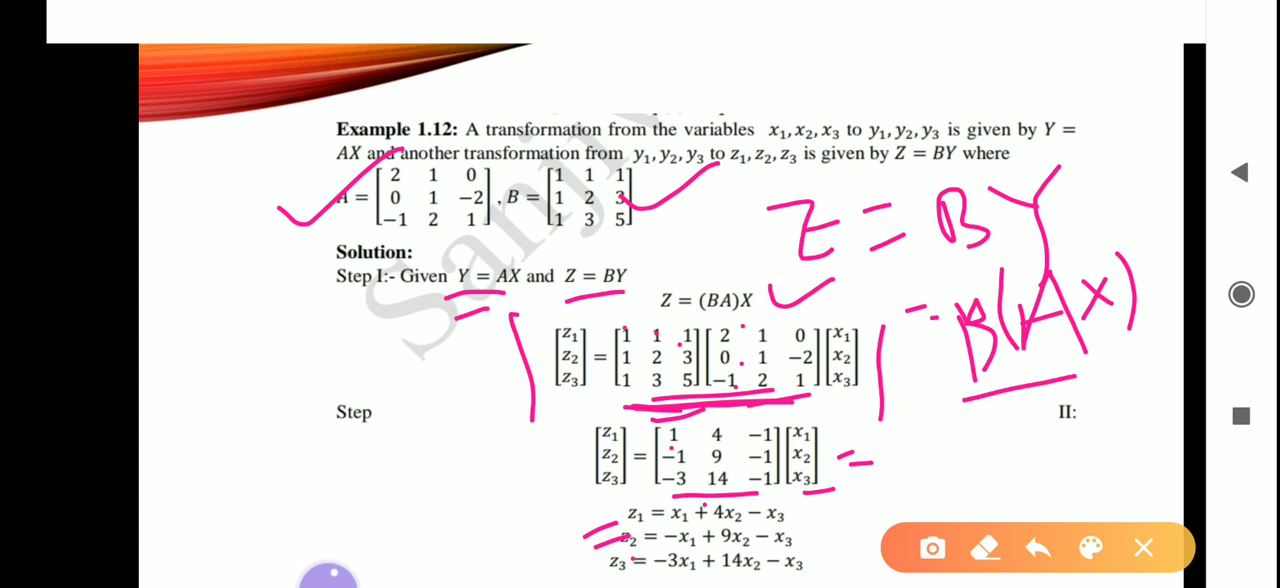 Example 1.12: A transformation from the variables x₁, x₂, x₃ to y₁, y₂, y₃ is given by Y =
AX and another transformation from y₁, y₂, y₃ to z₁, z₂, z₃ is given by Z = BY where
A = [2 1 0; 0 1 −2; −1 2 1], B = [1 1 1; 1 2 3; 1 3 5]
Z = BY
Solution:
Step I:- Given Y = AX and Z = BY
Z = (BA)X
= B(AX)
[z₁; z₂; z₃] = [1 1 1; 1 2 3; 1 3 5] [2 1 0; 0 1 −2; −1 2 1] [x₁; x₂; x₃]
Step II:
[z₁; z₂; z₃] = [1 4 −1; −1 9 −1; −3 14 −1] [x₁; x₂; x₃] =
z₁ = x₁ + 4x₂ − x₃
z₂ = −x₁ + 9x₂ − x₃
z₃ = −3x₁ + 14x₂ − x₃